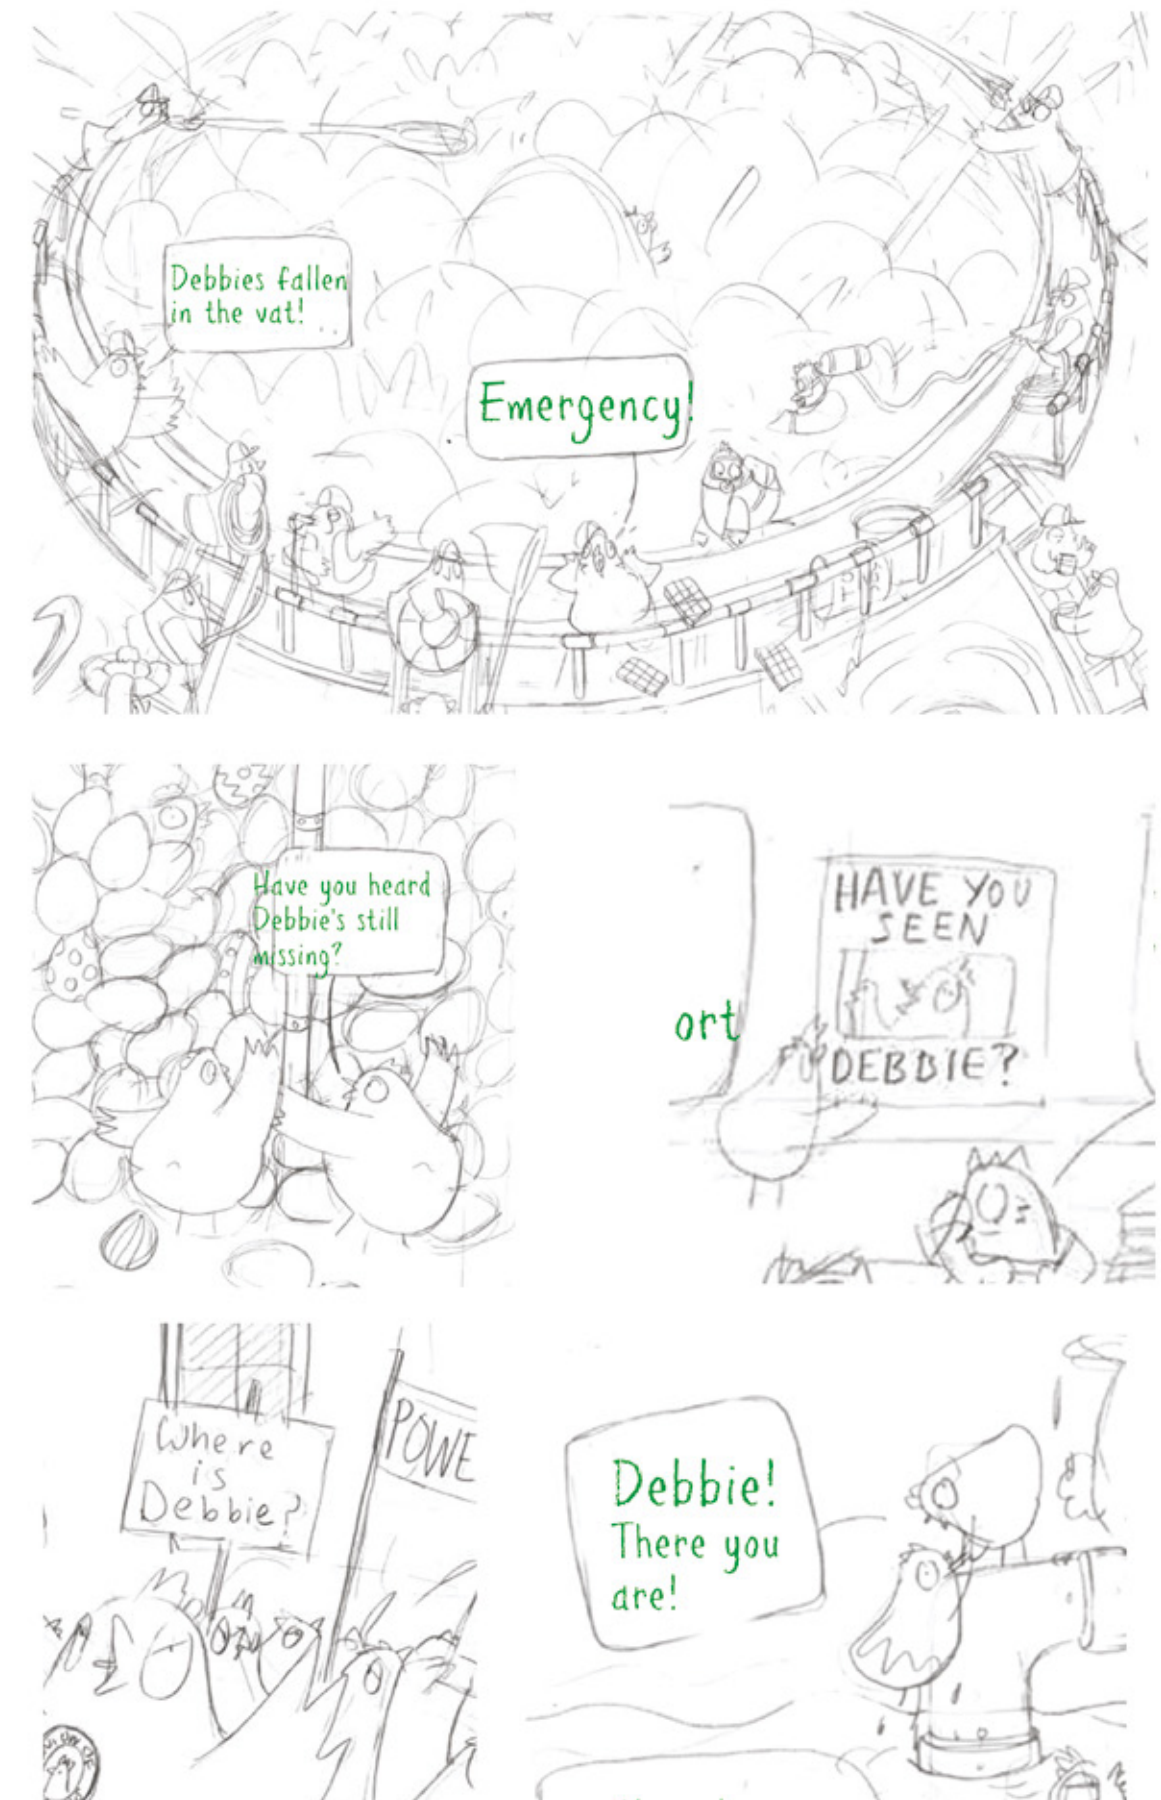 Debbies fallen
in the vat!
Emergency!
Have you heard
Debbie's still
missing?
ort
HAVE YOU
SEEN
DEBBIE?
Where
is
Debbie?
POWE
Debbie!
There you
are!